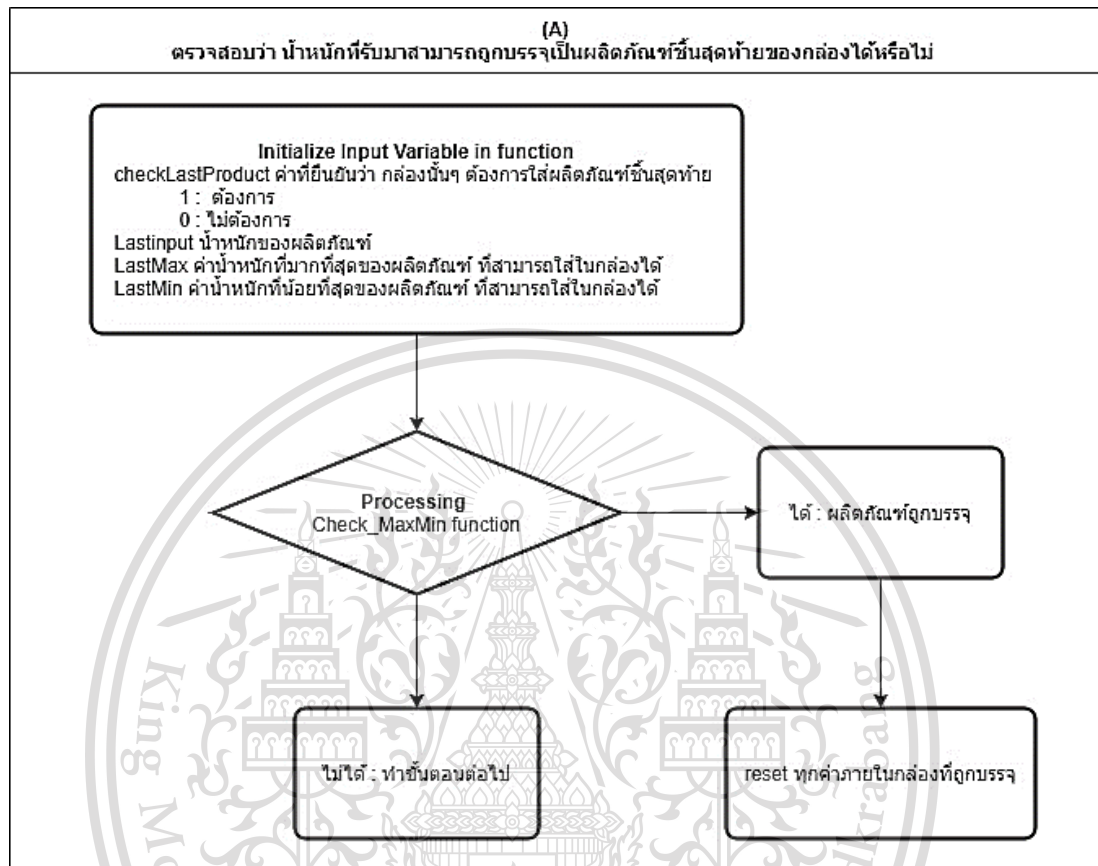 (A)
ตรวจสอบว่า น้ำหนักที่รับมาสามารถถูกบรรจุเป็นผลิตภัณฑ์ชิ้นสุดท้ายของกล่องได้หรือไม่
Initialize Input Variable in function
checkLastProduct ค่าที่ยืนยันว่า กล่องนั้นๆ ต้องการใส่ผลิตภัณฑ์ชิ้นสุดท้าย
1 : ต้องการ
0 : ไม่ต้องการ
Lastinput น้ำหนักของผลิตภัณฑ์
LastMax ค่าน้ำหนักที่มากที่สุดของผลิตภัณฑ์ ที่สามารถใส่ในกล่องได้
LastMin ค่าน้ำหนักที่น้อยที่สุดของผลิตภัณฑ์ ที่สามารถใส่ในกล่องได้
Processing
Check_MaxMin function
ได้ : ผลิตภัณฑ์ถูกบรรจุ
ไม่ได้ : ทำขั้นตอนต่อไป
reset ทุกค่าภายในกล่องที่ถูกบรรจุ
King Mo
krabang